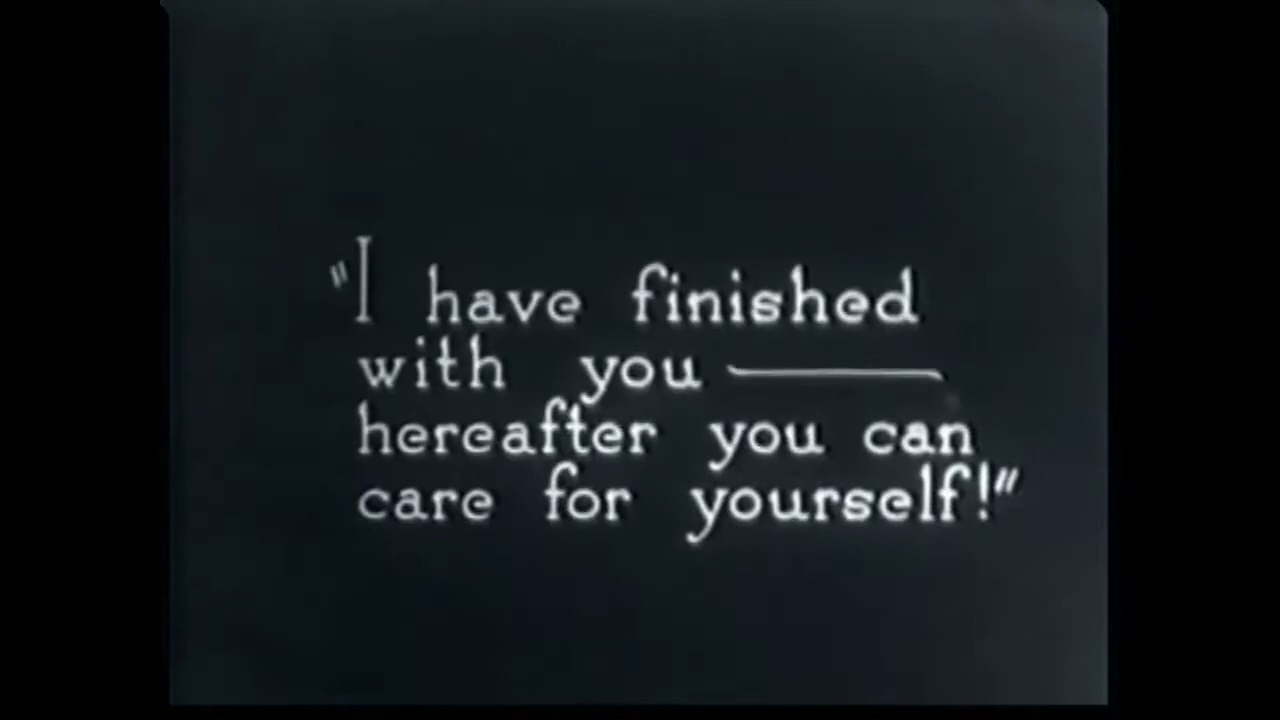 "I have finished
with you ——
hereafter you can
care for yourself!"